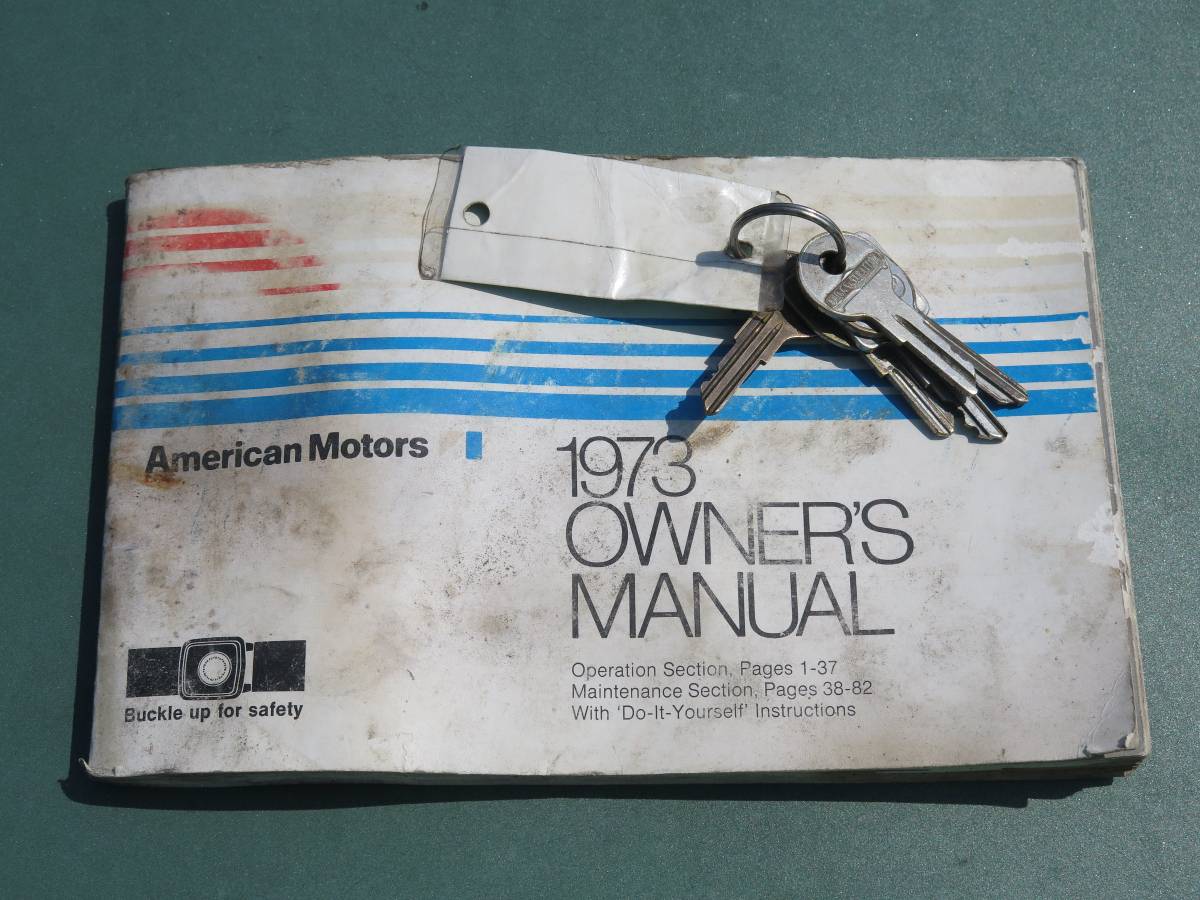 American Motors
1973
OWNER'S
MANUAL
Operation Section, Pages 1-37
Maintenance Section, Pages 38-82
With 'Do-It-Yourself' Instructions
Buckle up for safety